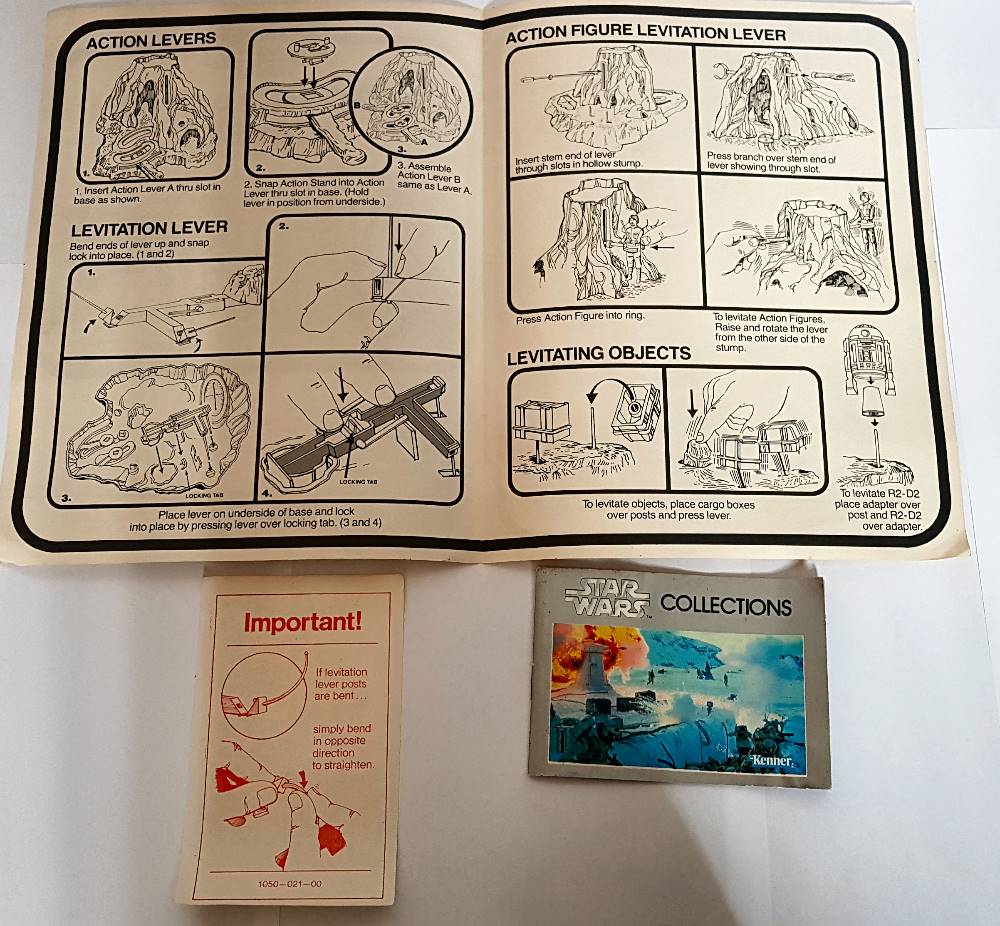 ACTION LEVERS
1.
1. Insert Action Lever A thru slot in
base as shown.
2.
2. Snap Action Stand into Action
Lever thru slot in base. (Hold
lever in position from underside.)
B
A
3.
3. Assemble
Action Lever B
same as Lever A.
LEVITATION LEVER
Bend ends of lever up and snap
lock into place. (1 and 2)
1.
2.
3.
LOCKING TAB
4.
LOCKING TAB
Place lever on underside of base and lock
into place by pressing lever over locking tab. (3 and 4)
ACTION FIGURE LEVITATION LEVER
Insert stem end of lever
through slots in hollow stump.
Press branch over stem end of
lever showing through slot.
Press Action Figure into ring.
To levitate Action Figures.
Raise and rotate the lever
from the other side of the
stump.
LEVITATING OBJECTS
To levitate objects, place cargo boxes
over posts and press lever.
To levitate R2-D2
place adapter over
post and R2-D2
over adapter.
Important!
If levitation
lever posts
are bent...
simply bend
in opposite
direction
to straighten.
1050-021-00
STAR
WARS™ COLLECTIONS
Kenner